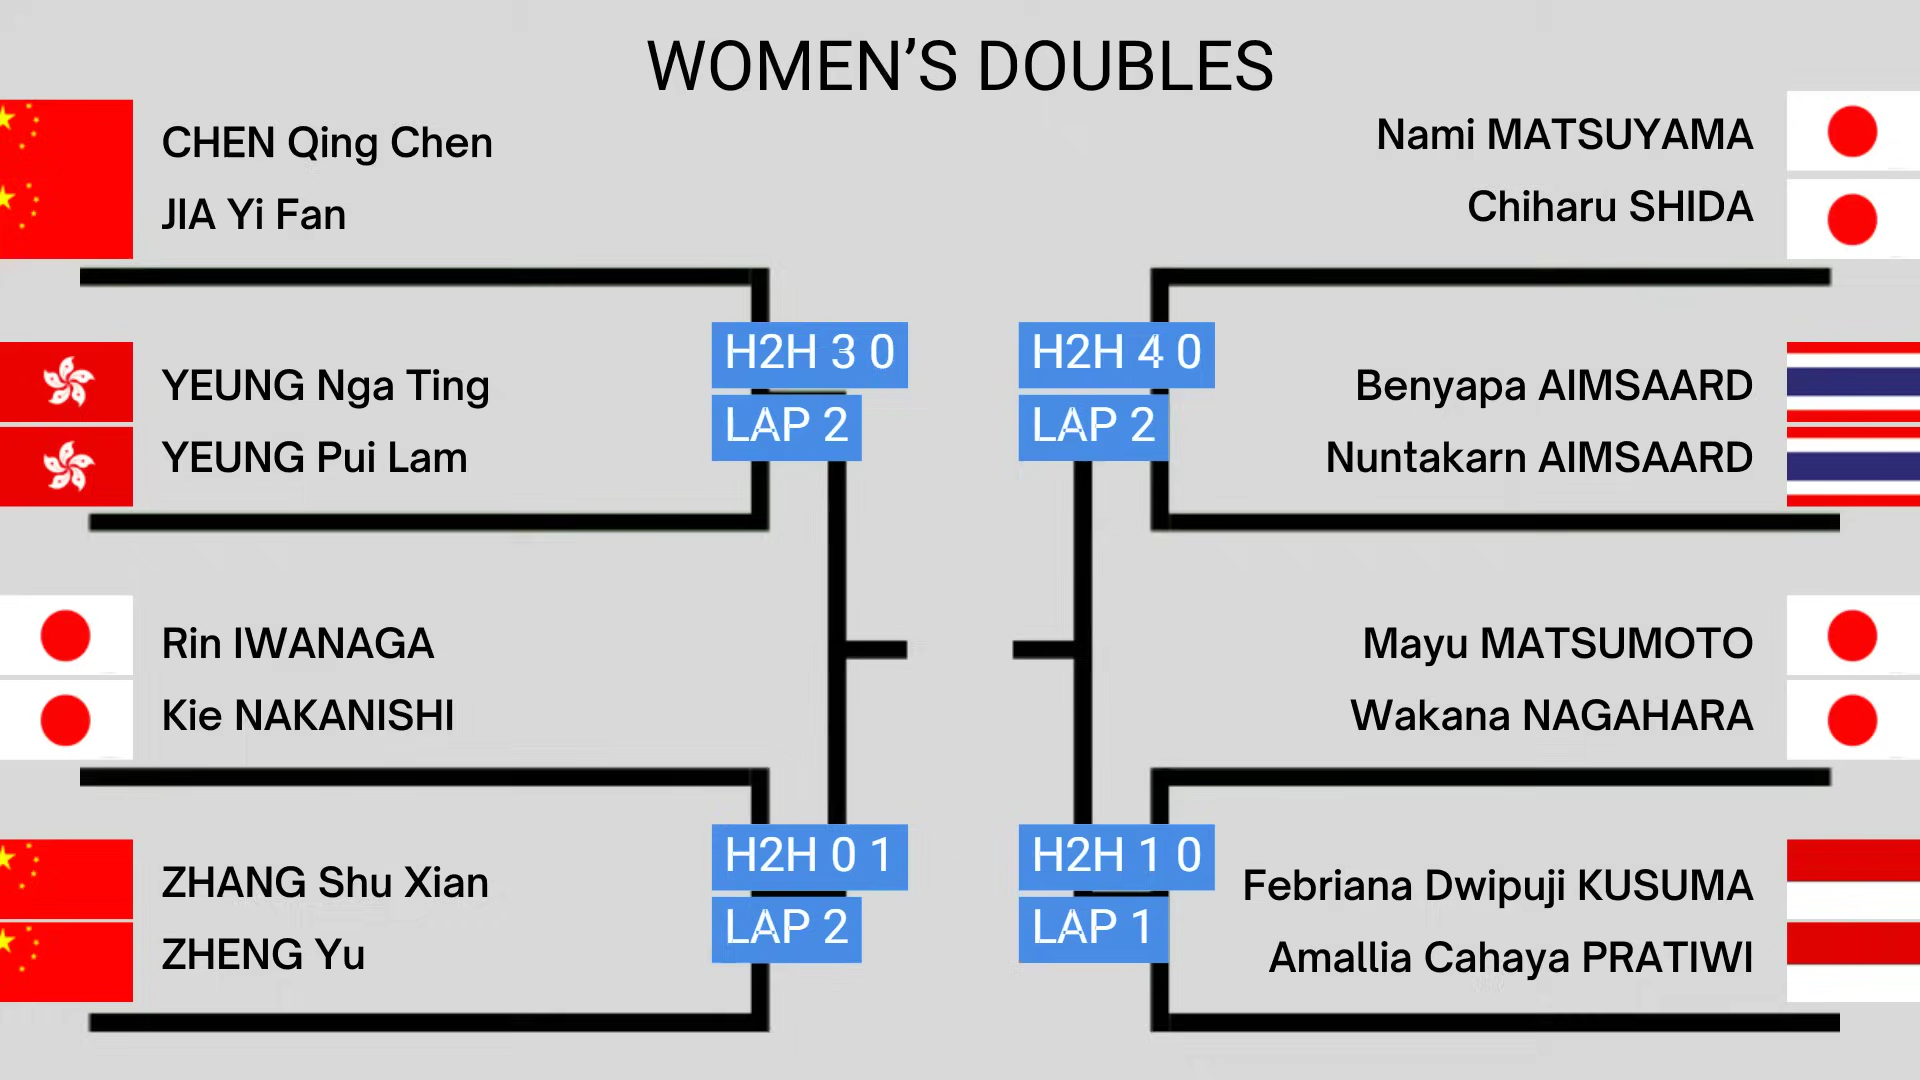 WOMEN’S DOUBLES
CHEN Qing Chen
JIA Yi Fan
H2H 3 0
LAP 2
YEUNG Nga Ting
YEUNG Pui Lam
Rin IWANAGA
Kie NAKANISHI
H2H 0 1
LAP 2
ZHANG Shu Xian
ZHENG Yu
Nami MATSUYAMA
Chiharu SHIDA
H2H 4 0
LAP 2
Benyapa AIMSAARD
Nuntakarn AIMSAARD
Mayu MATSUMOTO
Wakana NAGAHARA
H2H 1 0
LAP 1
Febriana Dwipuji KUSUMA
Amallia Cahaya PRATIWI